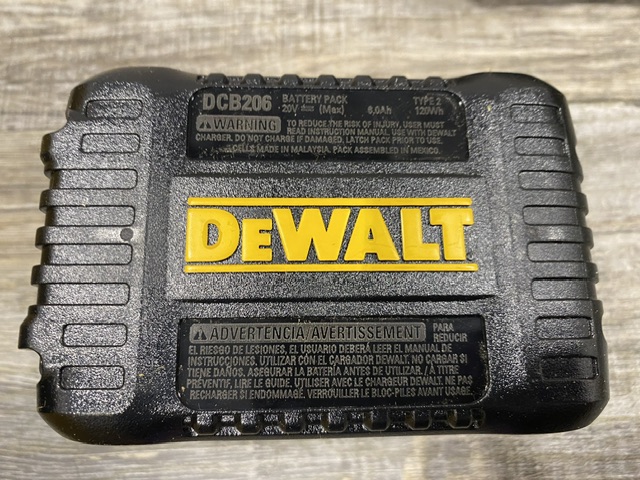 DCB206 BATTERY PACK TYPE 2
20V ⎓ (Max) 6.0Ah 120Wh
WARNING TO REDUCE THE RISK OF INJURY, USER MUST
READ INSTRUCTION MANUAL. USE WITH DEWALT
CHARGER. DO NOT CHARGE IF DAMAGED, LATCH PACK PRIOR TO USE.
CELLS MADE IN MALAYSIA, PACK ASSEMBLED IN MEXICO.
DEWALT
ADVERTENCIA/AVERTISSEMENT PARA
REDUCIR
EL RIESGO DE LESIONES, EL USUARIO DEBERÁ LEER EL MANUAL DE
INSTRUCCIONES. UTILIZAR CON EL CARGADOR DEWALT. NO CARGAR SI
TIENE DAÑOS. ASEGURAR LA BATERÍA ANTES DE UTILIZAR. / À TITRE
PRÉVENTIF, LIRE LE GUIDE. UTILISER AVEC LE CHARGEUR DEWALT. NE PAS
RECHARGER SI ENDOMMAGÉ. VERROUILLER LE BLOC-PILES AVANT USAGE.